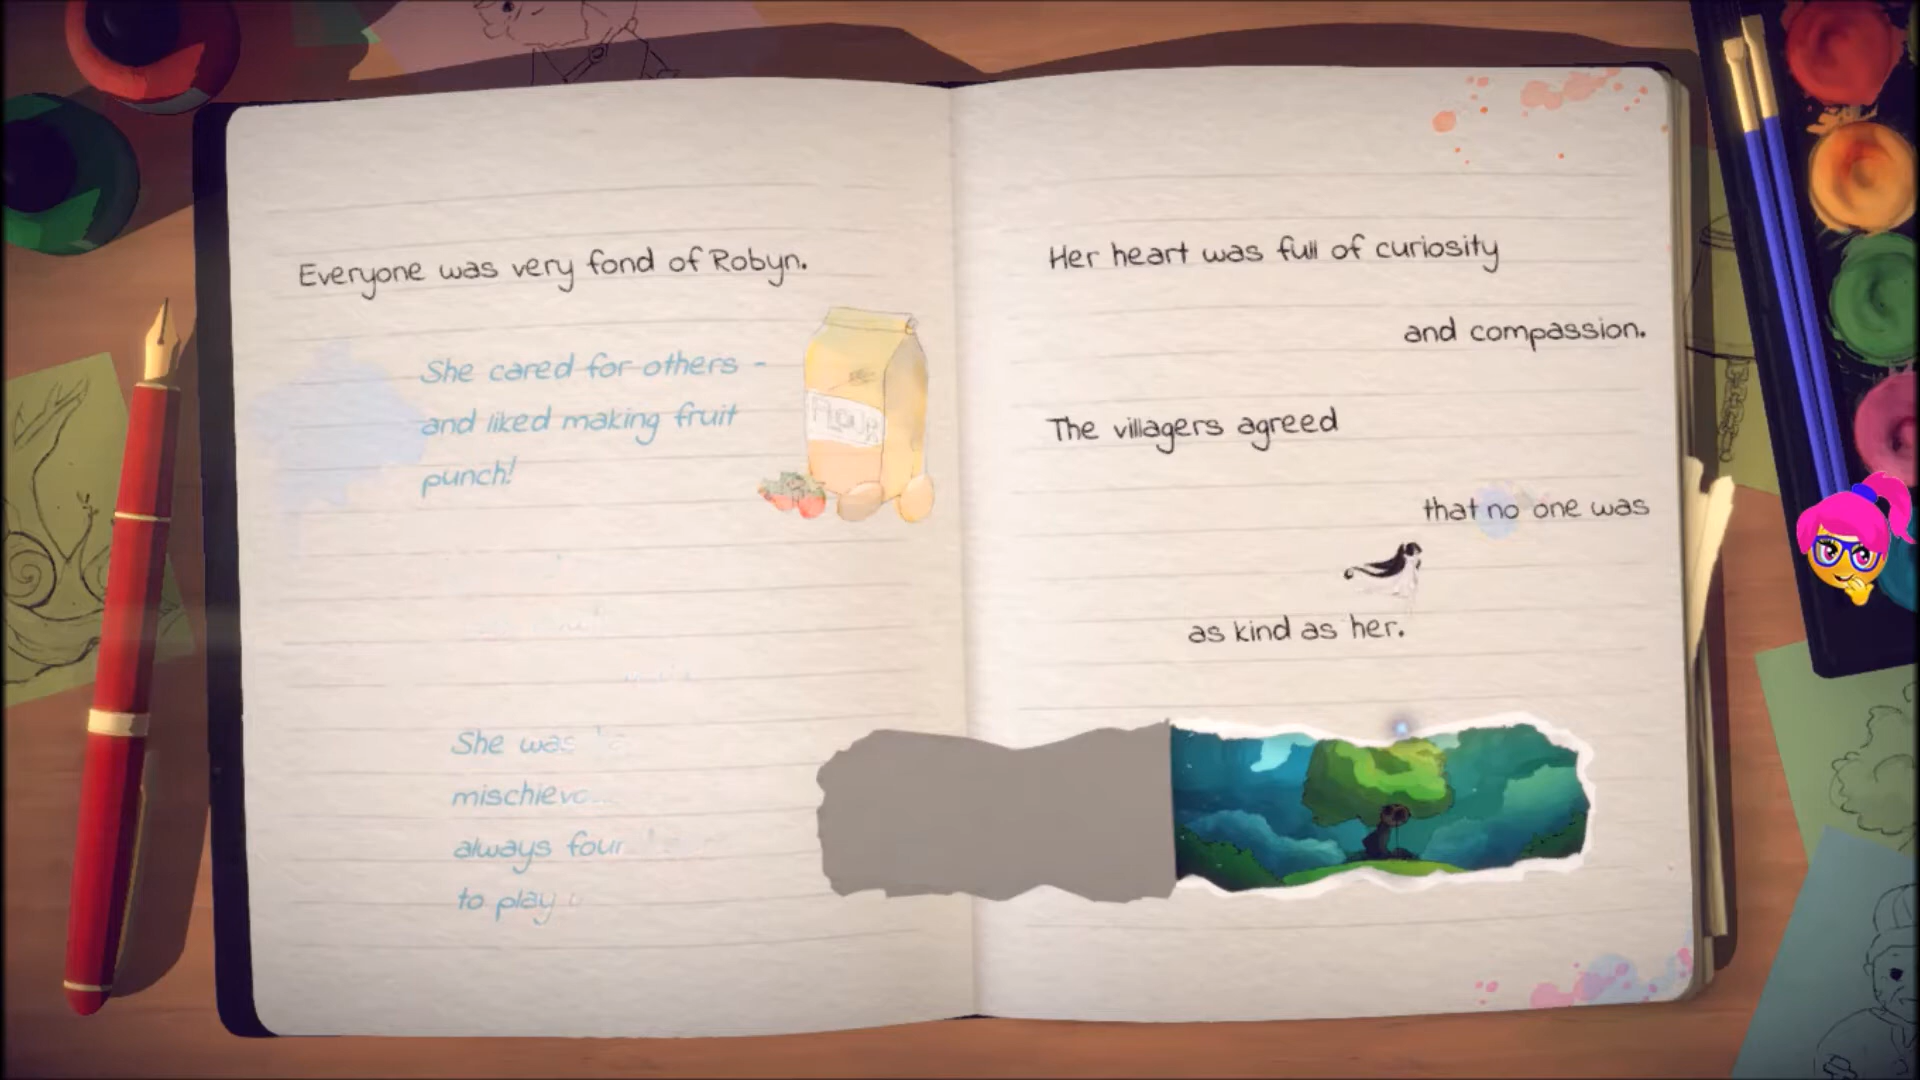 Everyone was very fond of Robyn.
She cared for others -
and liked making fruit
punch!
FLOUR
She was
always
to play
Her heart was full of curiosity
and compassion.
The villagers agreed
that no one was
as kind as her.